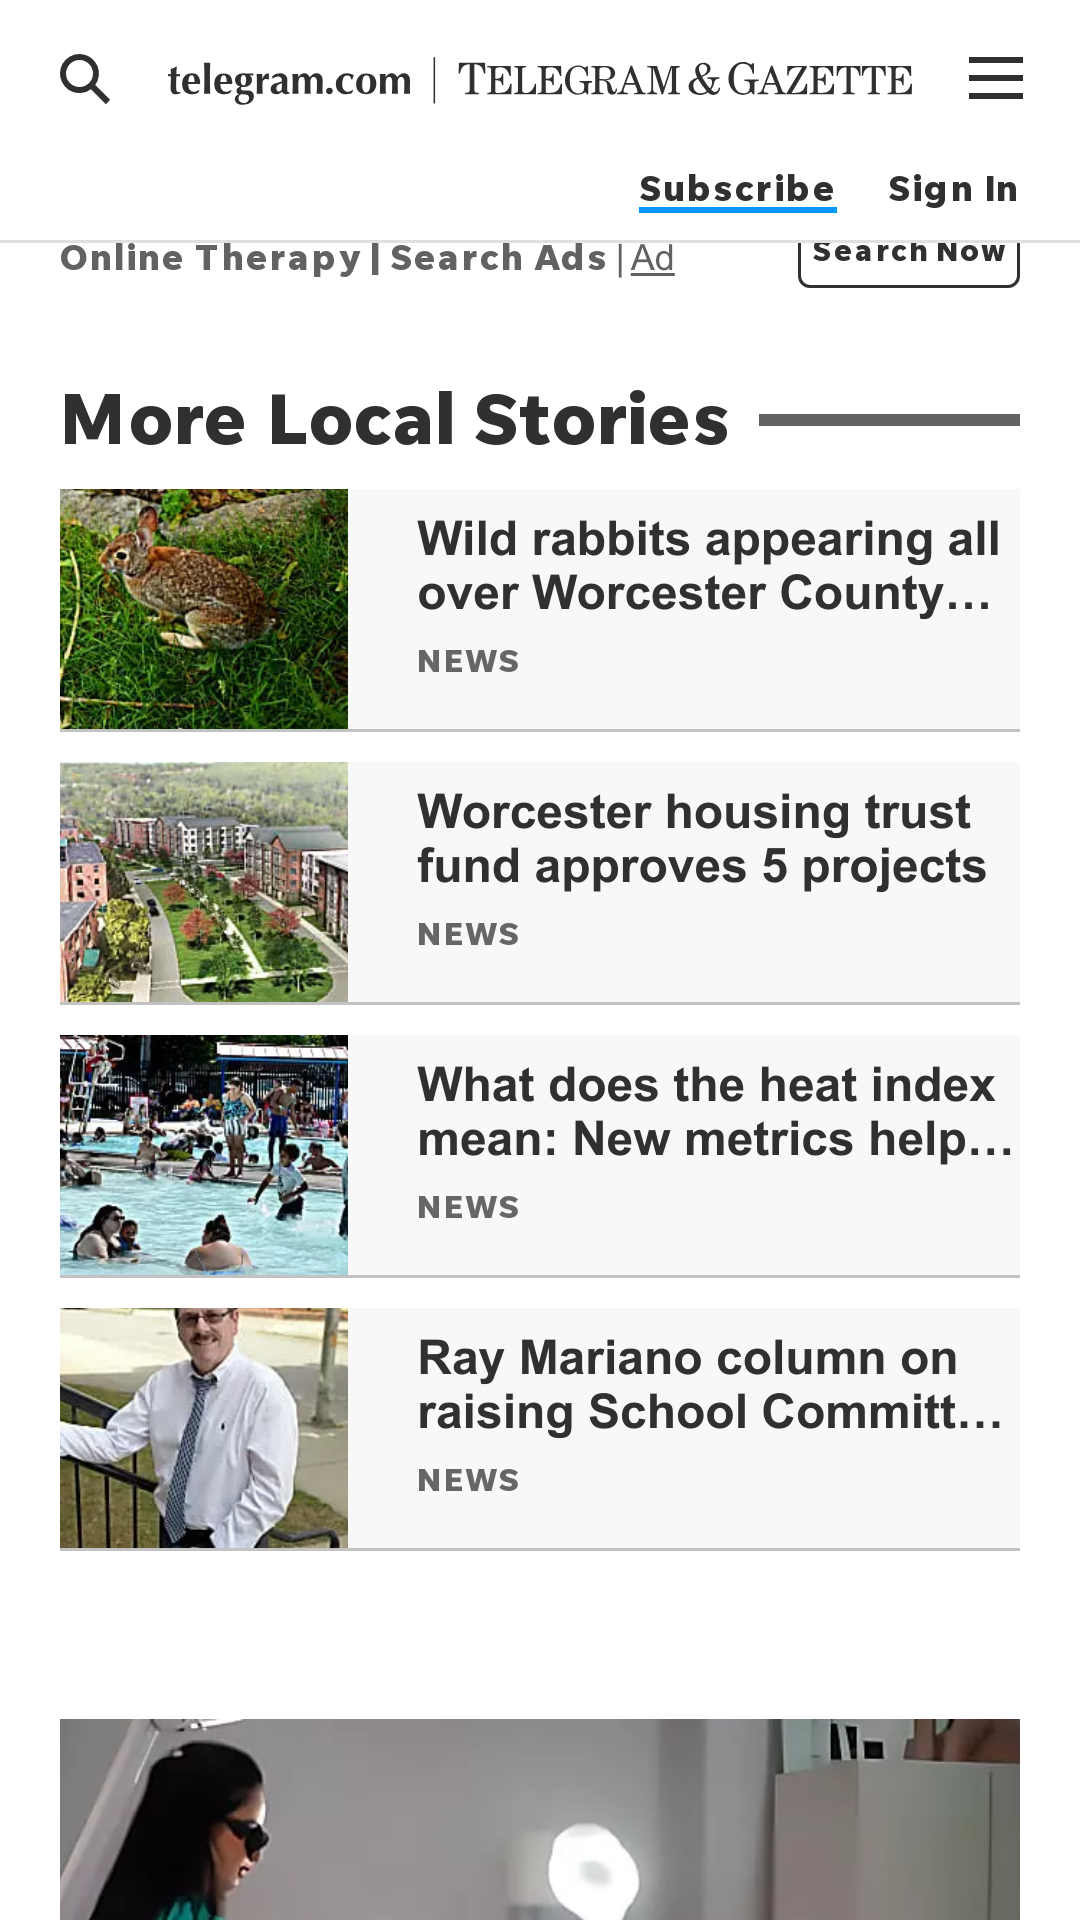 telegram.com | TELEGRAM & GAZETTE
Subscribe Sign In
Online Therapy | Search Ads | Ad
Search Now
More Local Stories
Wild rabbits appearing all
over Worcester County…
NEWS
Worcester housing trust
fund approves 5 projects
NEWS
What does the heat index
mean: New metrics help…
NEWS
Ray Mariano column on
raising School Committ…
NEWS